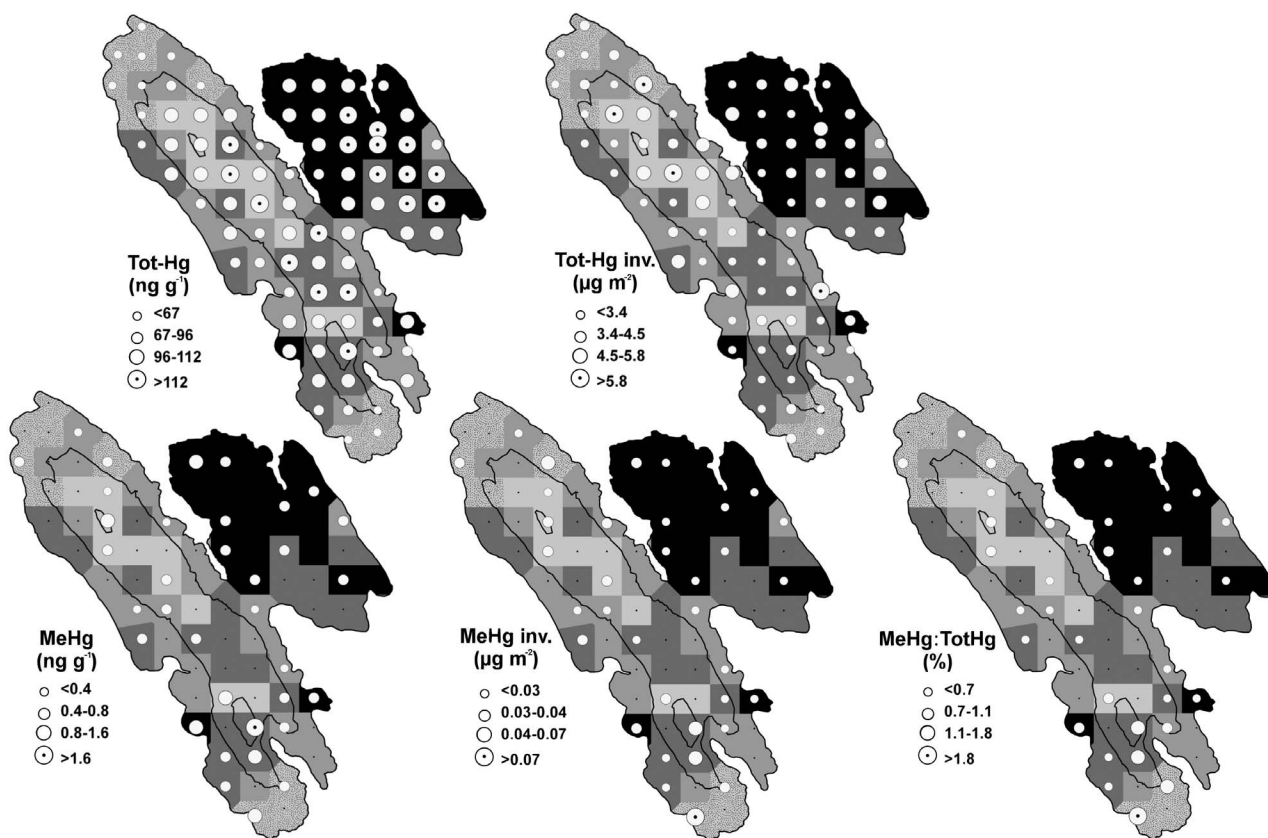 Tot-Hg
(ng g⁻¹)
<67
67-96
96-112
>112
Tot-Hg inv.
(µg m⁻²)
<3.4
3.4-4.5
4.5-5.8
>5.8
MeHg
(ng g⁻¹)
<0.4
0.4-0.8
0.8-1.6
>1.6
MeHg inv.
(µg m⁻²)
<0.03
0.03-0.04
0.04-0.07
>0.07
MeHg:TotHg
(%)
<0.7
0.7-1.1
1.1-1.8
>1.8